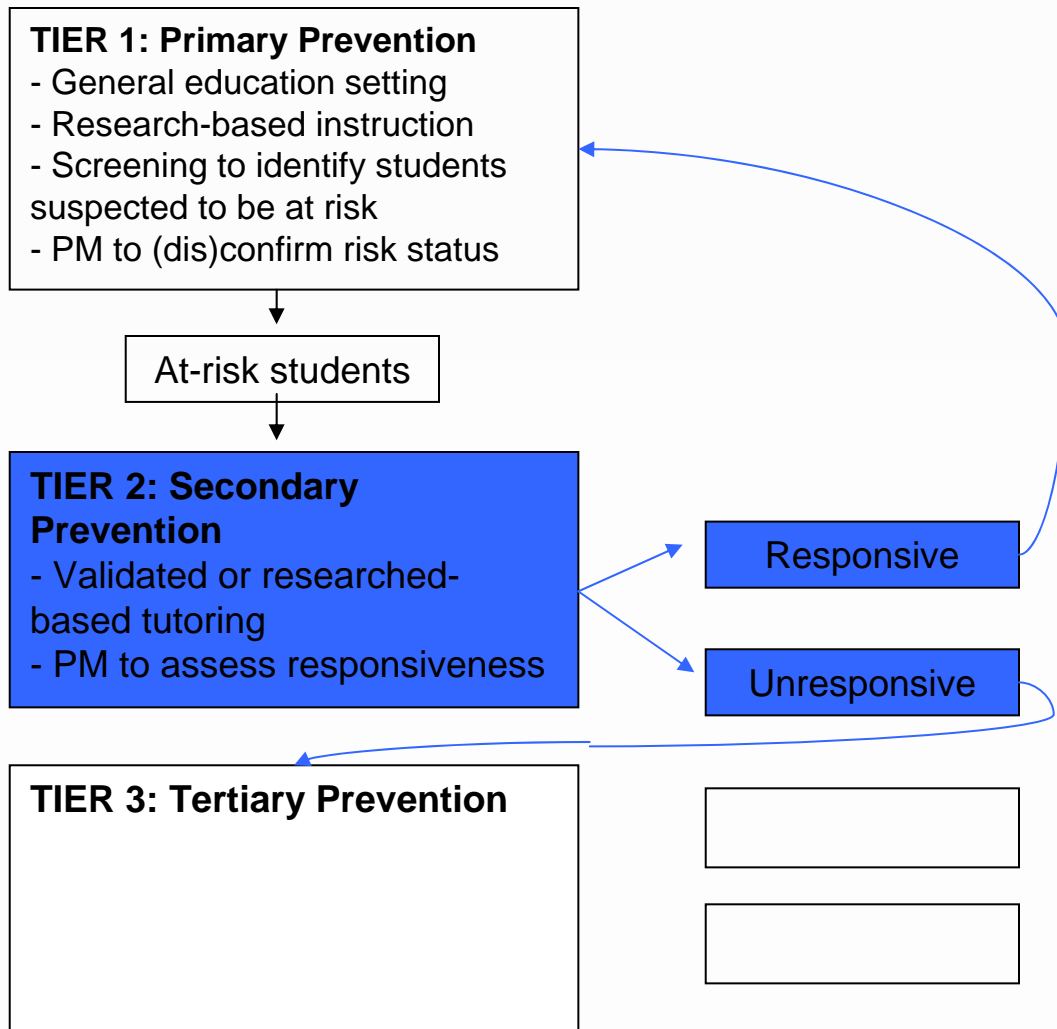 TIER 1: Primary Prevention
- General education setting
- Research-based instruction
- Screening to identify students
suspected to be at risk
- PM to (dis)confirm risk status
At-risk students
TIER 2: Secondary
Prevention
- Validated or researched-
based tutoring
- PM to assess responsiveness
Responsive
Unresponsive
TIER 3: Tertiary Prevention